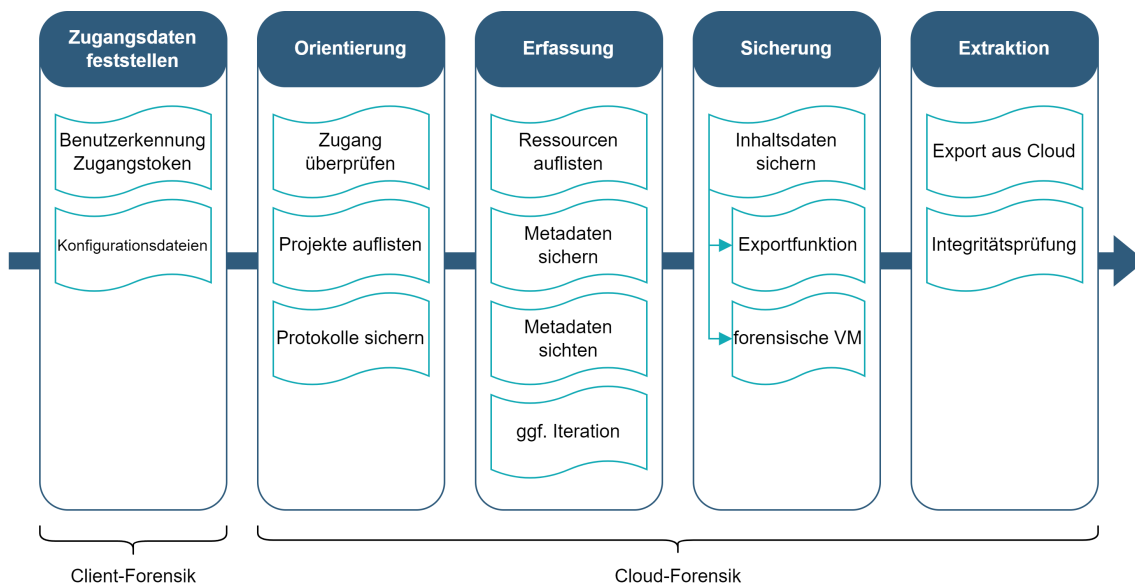 Zugangsdaten
feststellen
Benutzerkennung
Zugangstoken
Konfigurationsdateien
Orientierung
Zugang
überprüfen
Projekte auflisten
Protokolle sichern
Erfassung
Ressourcen
auflisten
Metadaten
sichern
Metadaten
sichten
ggf. Iteration
Sicherung
Inhaltsdaten
sichern
Exportfunktion
forensische VM
Extraktion
Export aus Cloud
Integritätsprüfung
Client-Forensik
Cloud-Forensik